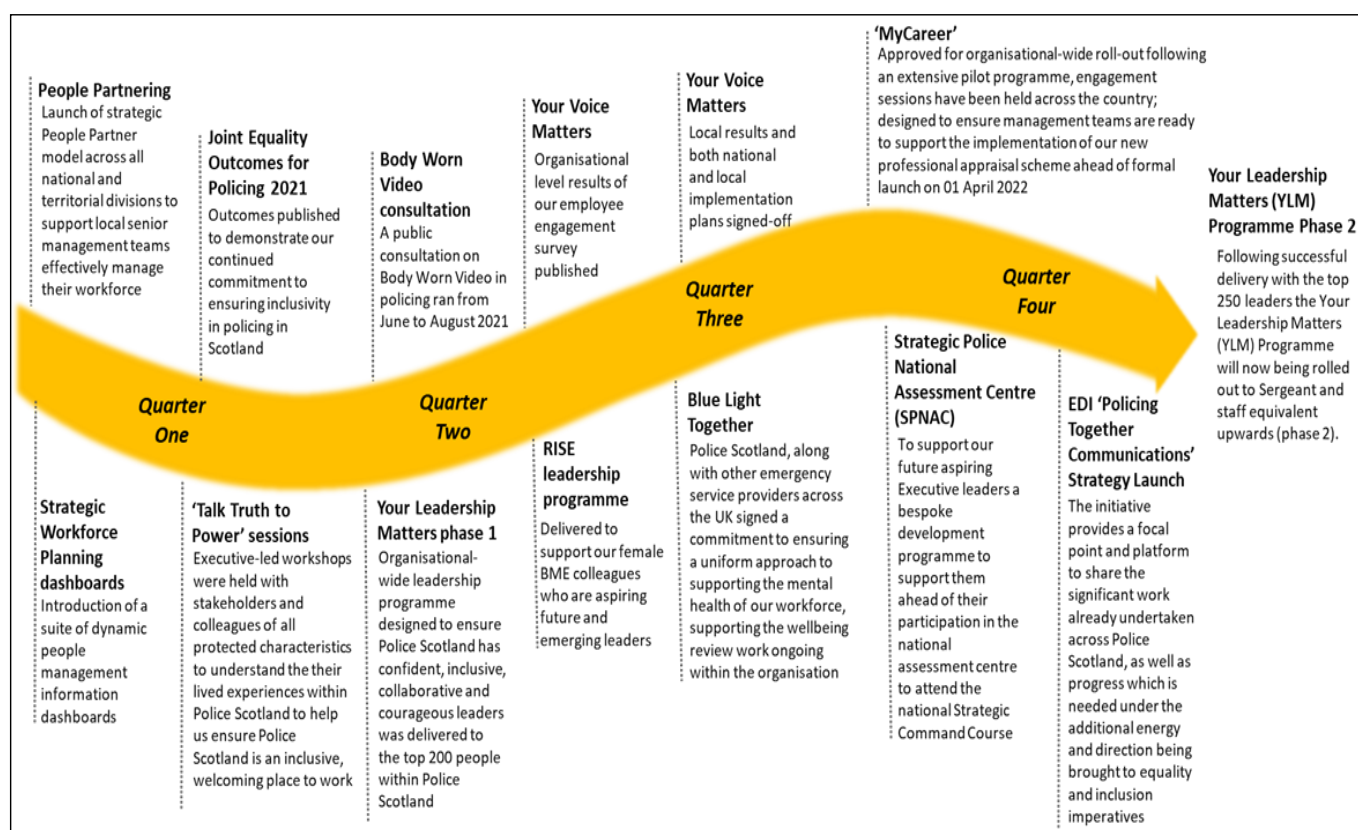 People Partnering
Launch of strategic
People Partner
model across all
national and
territorial divisions to
support local senior
management teams
effectively manage
their workforce
Joint Equality
Outcomes for
Policing 2021
Outcomes published
to demonstrate our
continued
commitment to
ensuring inclusivity
in policing in
Scotland
Body Worn
Video
consultation
A public
consultation on
Body Worn Video in
policing ran from
June to August 2021
Your Voice
Matters
Organisational
level results of
our employee
engagement
survey
published
Your Voice
Matters
Local results and
both national
and local
implementation
plans signed-off
‘MyCareer’
Approved for organisational-wide roll-out following
an extensive pilot programme, engagement
sessions have been held across the country;
designed to ensure management teams are ready
to support the implementation of our new
professional appraisal scheme ahead of formal
launch on 01 April 2022
Your Leadership
Matters (YLM)
Programme Phase 2
Following successful
delivery with the top
250 leaders the Your
Leadership Matters
(YLM) Programme
will now being rolled
out to Sergeant and
staff equivalent
upwards (phase 2).
Quarter
One
Quarter
Two
Quarter
Three
Quarter
Four
Strategic
Workforce
Planning
dashboards
Introduction of a
suite of dynamic
people
management
information
dashboards
‘Talk Truth to
Power’ sessions
Executive-led workshops
were held with
stakeholders and
colleagues of all
protected characteristics
to understand the their
lived experiences within
Police Scotland to help
us ensure Police
Scotland is an inclusive,
welcoming place to work
Your Leadership
Matters phase 1
Organisational-
wide leadership
programme
designed to ensure
Police Scotland has
confident, inclusive,
collaborative and
courageous leaders
was delivered to
the top 200 people
within Police
Scotland
RISE
leadership
programme
Delivered to
support our female
BME colleagues
who are aspiring
future and
emerging leaders
Blue Light
Together
Police Scotland, along
with other emergency
service providers across
the UK signed a
commitment to ensuring
a uniform approach to
supporting the mental
health of our workforce,
supporting the wellbeing
review work ongoing
within the organisation
Strategic Police
National
Assessment Centre
(SPNAC)
To support our
future aspiring
Executive leaders a
bespoke
development
programme to
support them
ahead of their
participation in the
national
assessment centre
to attend the
national Strategic
Command Course
EDI ‘Policing
Together
Communications’
Strategy Launch
The initiative
provides a focal
point and platform
to share the
significant work
already undertaken
across Police
Scotland, as well as
progress which is
needed under the
additional energy
and direction being
brought to equality
and inclusion
imperatives